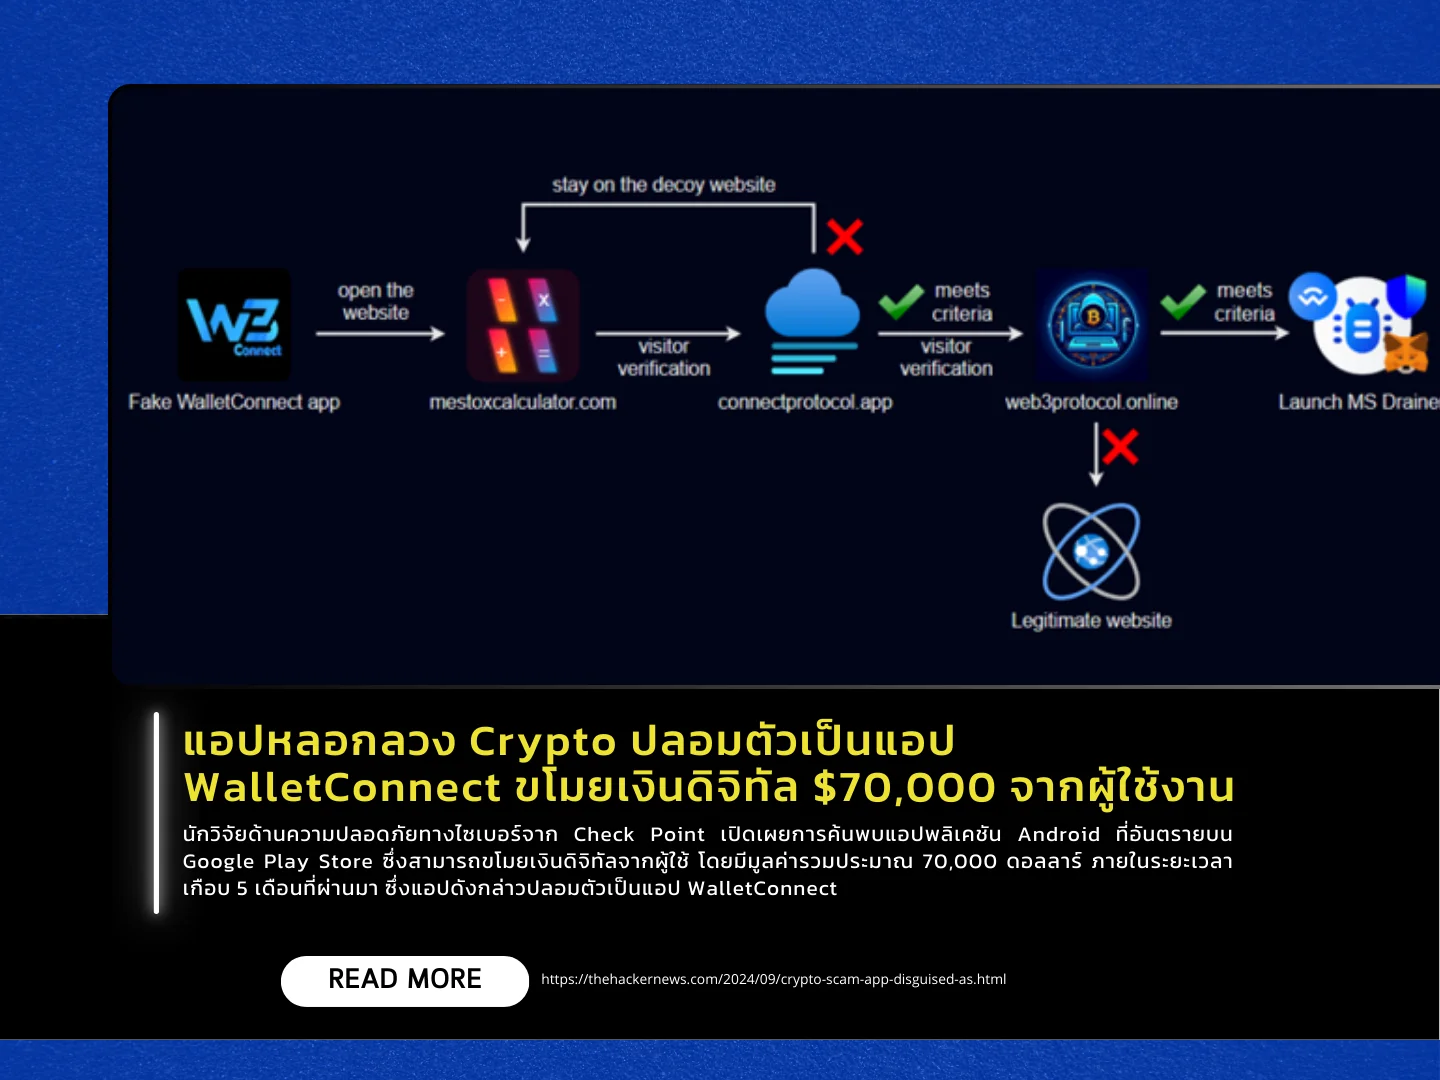 stay on the decoy website
open the
website
meets
criteria
meets
criteria
W3
Connect
- x
+ =
visitor
verification
visitor
verification
Fake WalletConnect app
mestoxcalculator.com
connectprotocol.app
web3protocol.online
Launch MS Draine
Legitimate website
แอปหลอกลวง Crypto ปลอมตัวเป็นแอป
WalletConnect ขโมยเงินดิจิทัล $70,000 จากผู้ใช้งาน
นักวิจัยด้านความปลอดภัยทางไซเบอร์จาก Check Point เปิดเผยการค้นพบแอปพลิเคชัน Android ที่อันตรายบน
Google Play Store ซึ่งสามารถขโมยเงินดิจิทัลจากผู้ใช้ โดยมีมูลค่ารวมประมาณ 70,000 ดอลลาร์ ภายในระยะเวลา
เกือบ 5 เดือนที่ผ่านมา ซึ่งแอปดังกล่าวปลอมตัวเป็นแอป WalletConnect
READ MORE
https://thehackernews.com/2024/09/crypto-scam-app-disguised-as.html